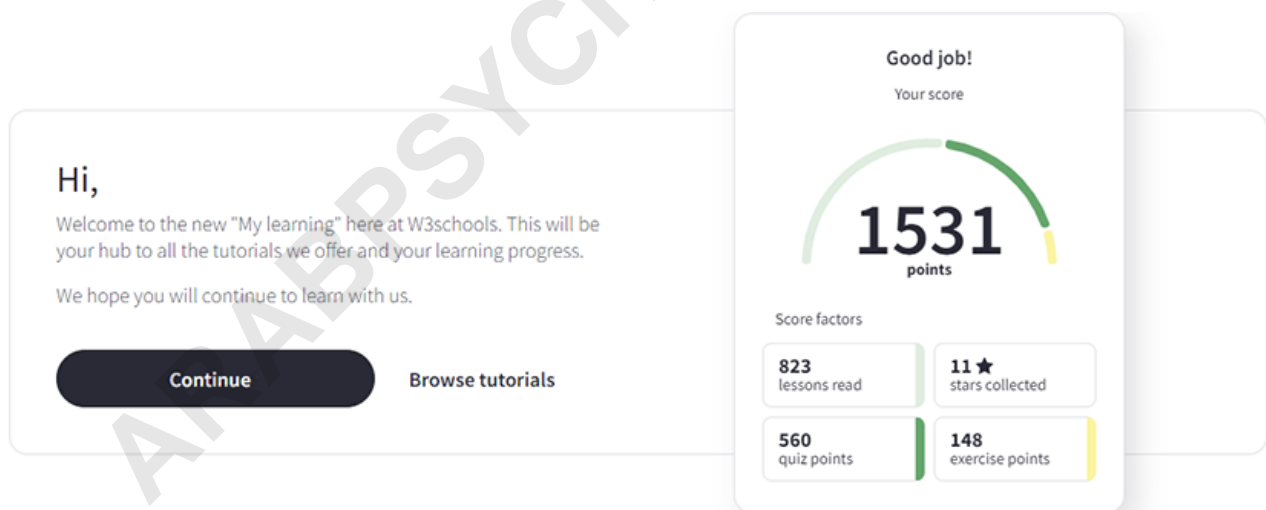 Hi,
Welcome to the new "My learning" here at W3schools. This will be
your hub to all the tutorials we offer and your learning progress.
We hope you will continue to learn with us.
Continue
Browse tutorials
Good job!
Your score
1531
points
Score factors
823
lessons read
11 ★
stars collected
560
quiz points
148
exercise points
ARABPSYCH